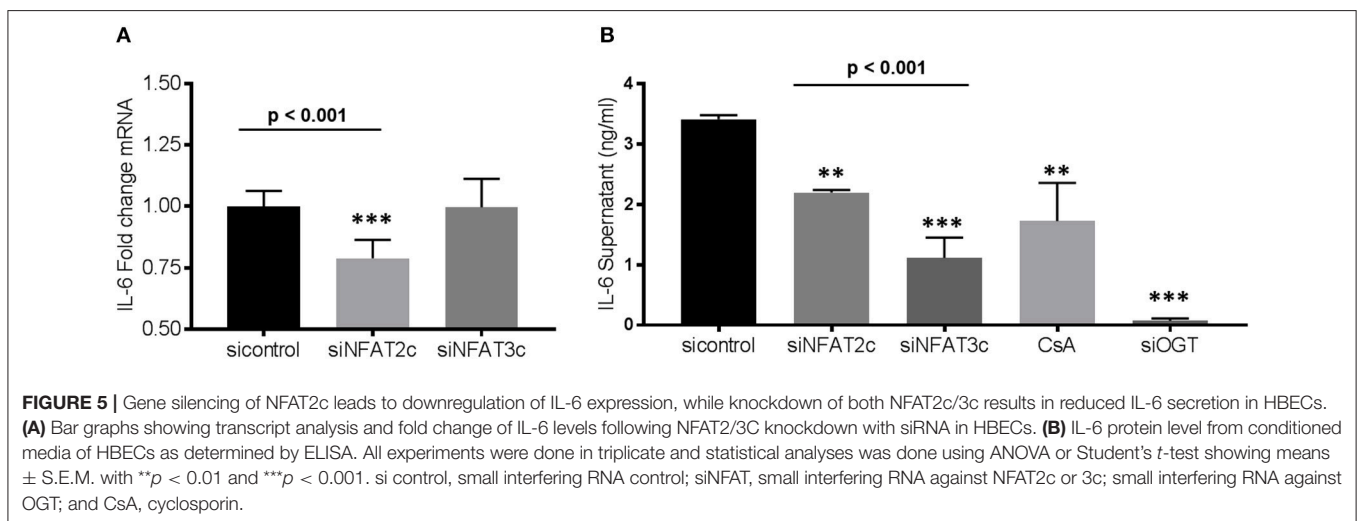 A
B
1.50
1.25
1.00
0.75
0.50
IL-6 Fold change mRNA
p < 0.001
***
sicontrol siNFAT2c siNFAT3c
4
3
2
1
0
IL-6 Supernatant (ng/ml)
p < 0.001
**
***
**
***
sicontrol siNFAT2c siNFAT3c CsA siOGT
FIGURE 5 | Gene silencing of NFAT2c leads to downregulation of IL-6 expression, while knockdown of both NFAT2c/3c results in reduced IL-6 secretion in HBECs.
(A) Bar graphs showing transcript analysis and fold change of IL-6 levels following NFAT2/3C knockdown with siRNA in HBECs. (B) IL-6 protein level from conditioned
media of HBECs as determined by ELISA. All experiments were done in triplicate and statistical analyses was done using ANOVA or Student's t-test showing means
± S.E.M. with **p < 0.01 and ***p < 0.001. si control, small interfering RNA control; siNFAT, small interfering RNA against NFAT2c or 3c; small interfering RNA against
OGT; and CsA, cyclosporin.